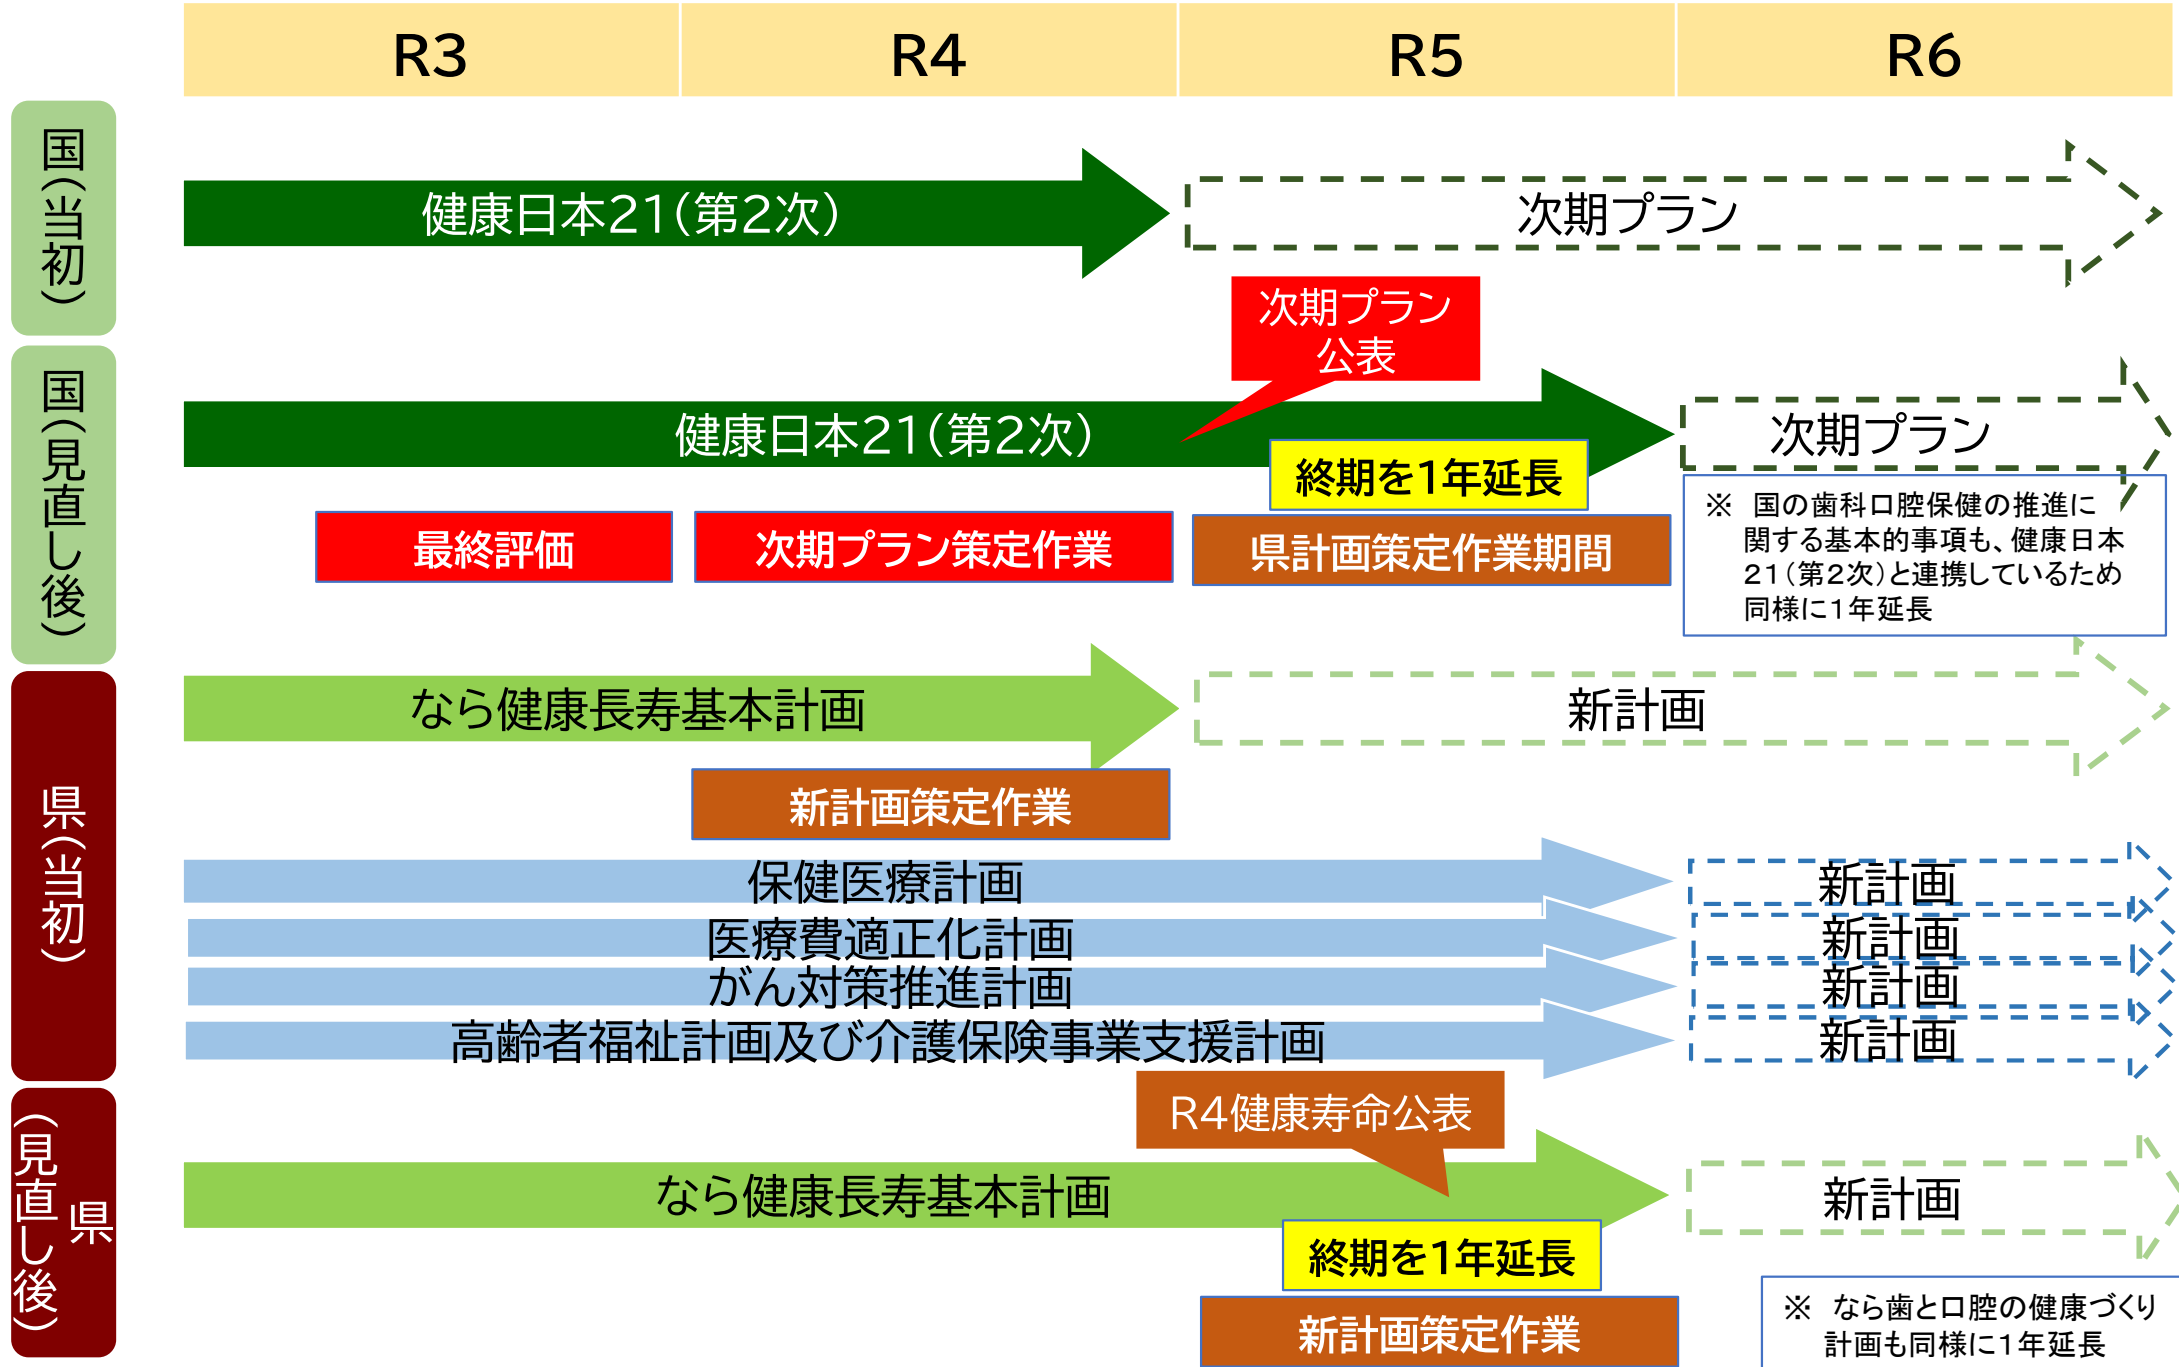 R3
R4
R5
R6
国(当初)
健康日本21(第2次)
次期プラン
次期プラン
公表
国(見直し後)
健康日本21(第2次)
次期プラン
終期を1年延長
最終評価
次期プラン策定作業
県計画策定作業期間
※ 国の歯科口腔保健の推進に
関する基本的事項も、健康日本
21(第2次)と連携しているため
同様に1年延長
県(当初)
なら健康長寿基本計画
新計画
新計画策定作業
保健医療計画
新計画
医療費適正化計画
新計画
がん対策推進計画
新計画
高齢者福祉計画及び介護保険事業支援計画
新計画
県
(見直し後)
R4健康寿命公表
なら健康長寿基本計画
新計画
終期を1年延長
新計画策定作業
※ なら歯と口腔の健康づくり
計画も同様に1年延長